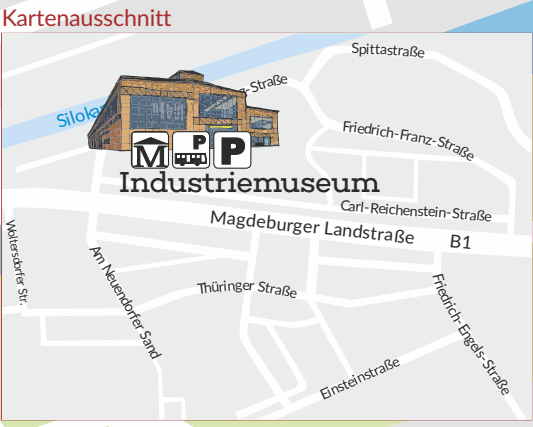 Kartenausschnitt
Spittastraße
-Straße
Friedrich-Franz-Straße
M
P
P
Industriemuseum
Carl-Reichenstein-Straße
Magdeburger Landstraße B1
Woltersdorfer Str.
Am Neuendorfer Sand
Thüringer Straße
Friedrich-Engels-Straße
Einsteinstraße